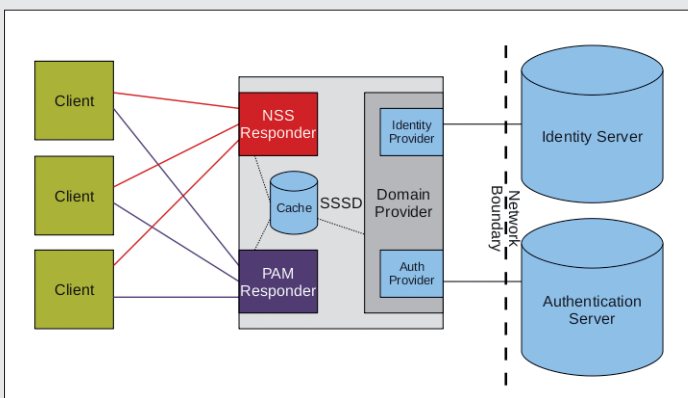 Client
Client
Client
NSS
Responder
Cache
SSSD
PAM
Responder
Identity
Provider
Domain
Provider
Auth
Provider
Network
Boundary
Identity Server
Authentication
Server